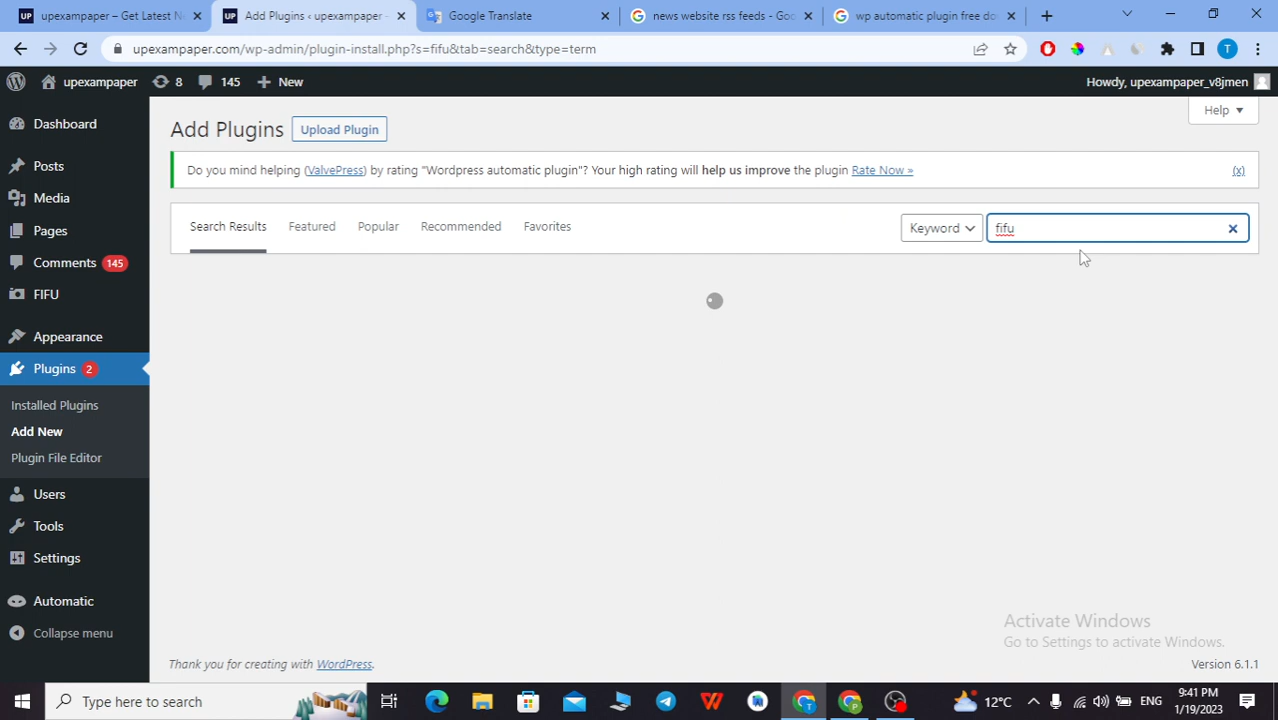 upexampaper – Get Latest N
Add Plugins ‹ upexampaper -
Google Translate
news website rss feeds - Goo
wp automatic plugin free do
upexampaper.com/wp-admin/plugin-install.php?s=fifu&tab=search&type=term
upexampaper
8
145
New
Howdy, upexampaper_v8jmen
Dashboard
Posts
Media
Pages
Comments 145
FIFU
Appearance
Plugins 2
Installed Plugins
Add New
Plugin File Editor
Users
Tools
Settings
Automatic
Collapse menu
Help
Add Plugins
Upload Plugin
Do you mind helping (ValvePress) by rating "Wordpress automatic plugin"? Your high rating will help us improve the plugin Rate Now »
(x)
Search Results
Featured
Popular
Recommended
Favorites
Keyword
fifu
Activate Windows
Go to Settings to activate Windows.
Thank you for creating with WordPress.
Version 6.1.1
Type here to search
12°C
ENG
9:41 PM
1/19/2023